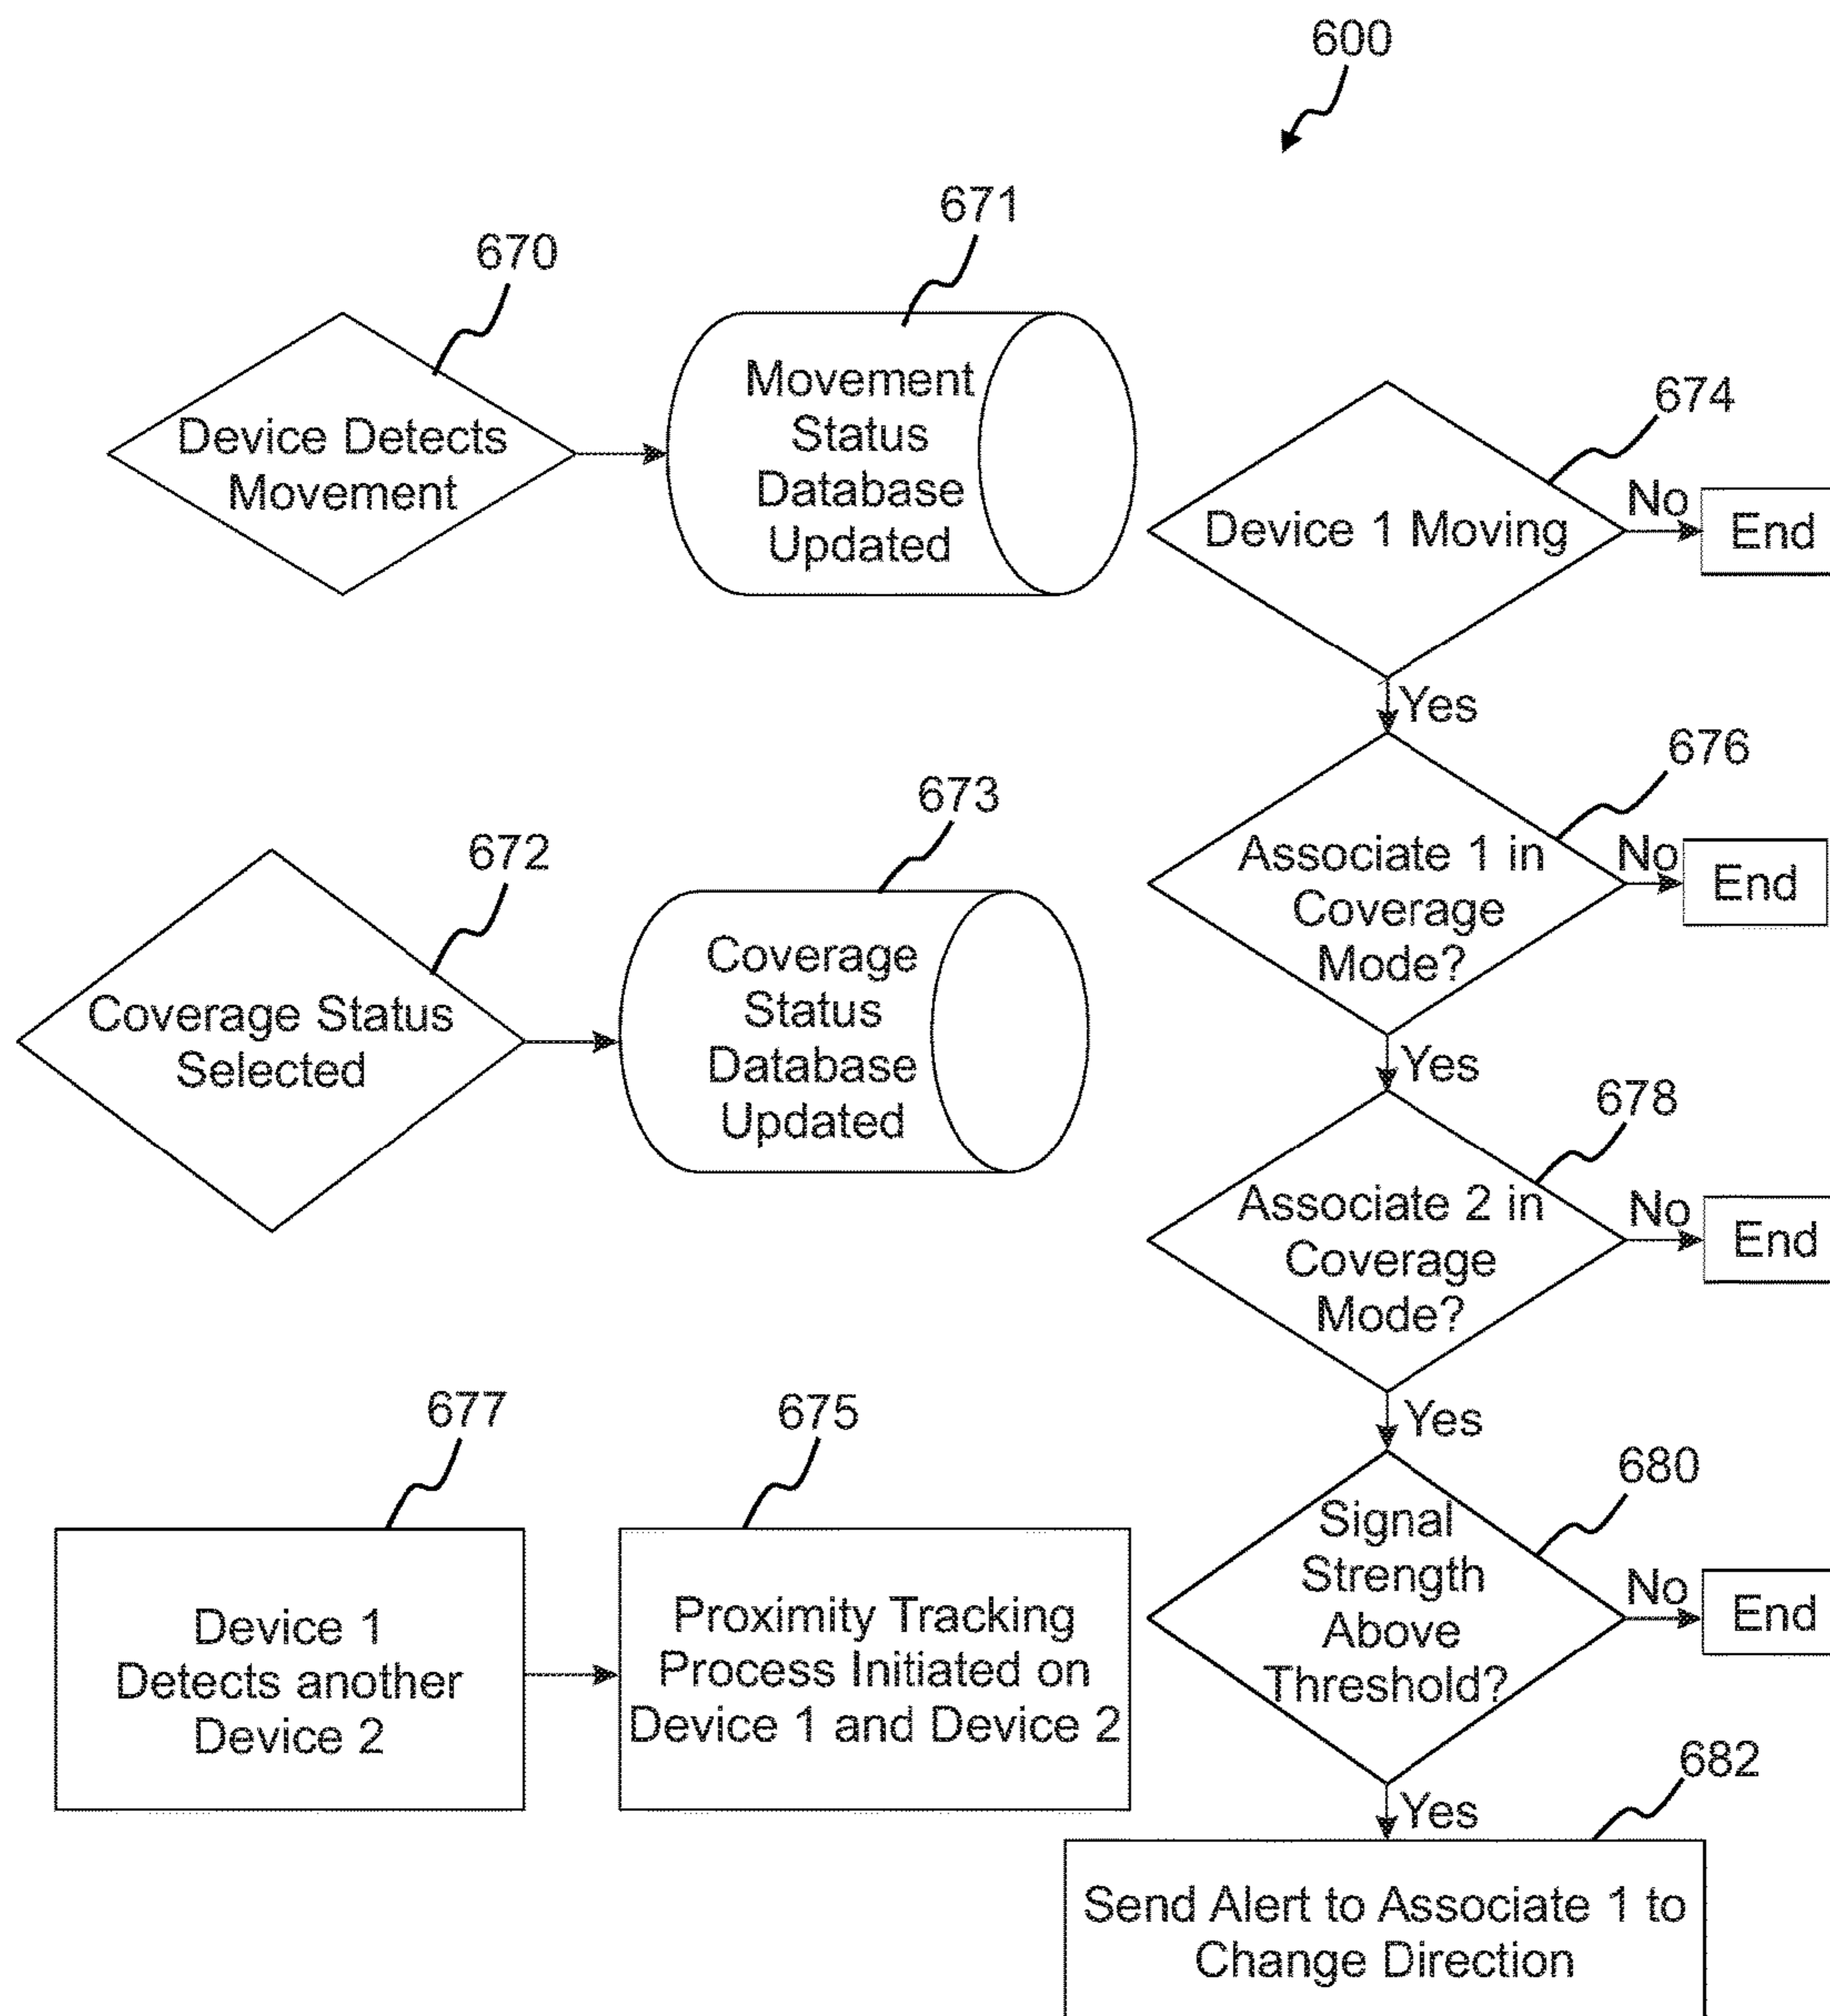 600
670
Device Detects
Movement
671
Movement
Status
Database
Updated
672
Coverage Status
Selected
673
Coverage
Status
Database
Updated
677
Device 1
Detects another
Device 2
675
Proximity Tracking
Process Initiated on
Device 1 and Device 2
674
Device 1 Moving
No
End
Yes
676
Associate 1 in
Coverage
Mode?
No
End
Yes
678
Associate 2 in
Coverage
Mode?
No
End
Yes
680
Signal
Strength
Above
Threshold?
No
End
Yes
682
Send Alert to Associate 1 to
Change Direction